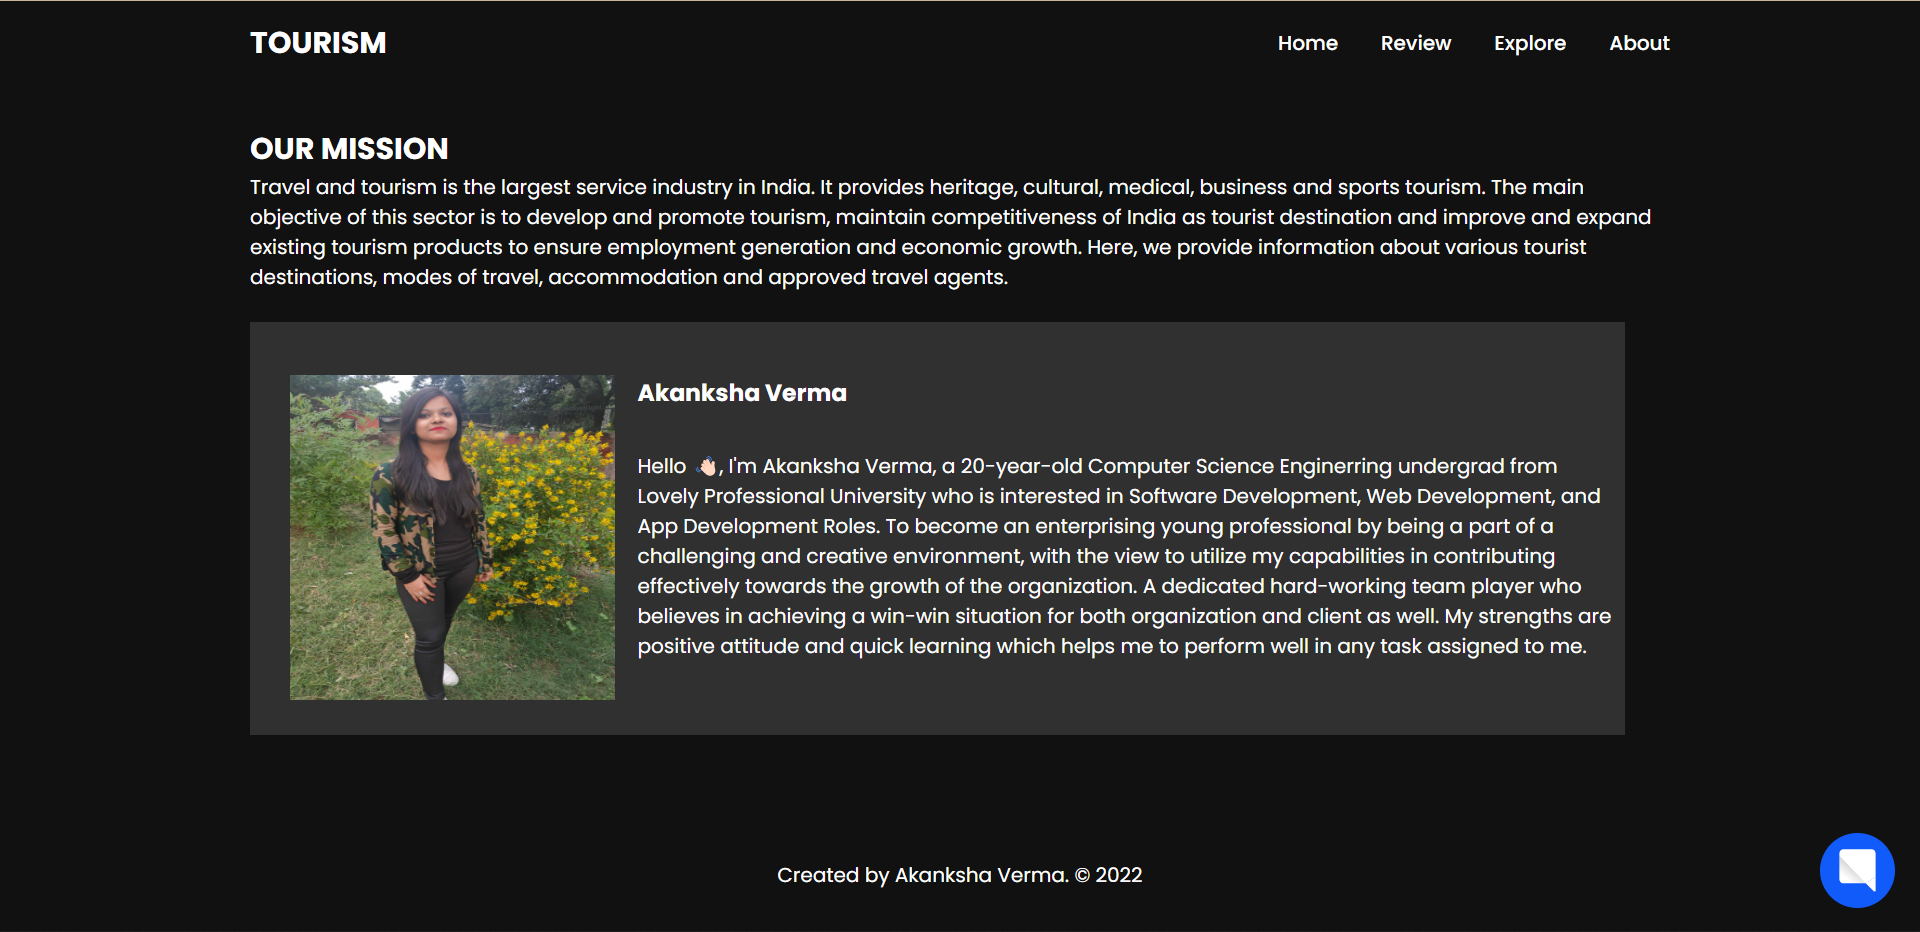 TOURISM
Home Review Explore About
OUR MISSION
Travel and tourism is the largest service industry in India. It provides heritage, cultural, medical, business and sports tourism. The main
objective of this sector is to develop and promote tourism, maintain competitiveness of India as tourist destination and improve and expand
existing tourism products to ensure employment generation and economic growth. Here, we provide information about various tourist
destinations, modes of travel, accommodation and approved travel agents.
Akanksha Verma
Hello 👋🏻, I'm Akanksha Verma, a 20-year-old Computer Science Enginerring undergrad from
Lovely Professional University who is interested in Software Development, Web Development, and
App Development Roles. To become an enterprising young professional by being a part of a
challenging and creative environment, with the view to utilize my capabilities in contributing
effectively towards the growth of the organization. A dedicated hard-working team player who
believes in achieving a win-win situation for both organization and client as well. My strengths are
positive attitude and quick learning which helps me to perform well in any task assigned to me.
Created by Akanksha Verma. © 2022